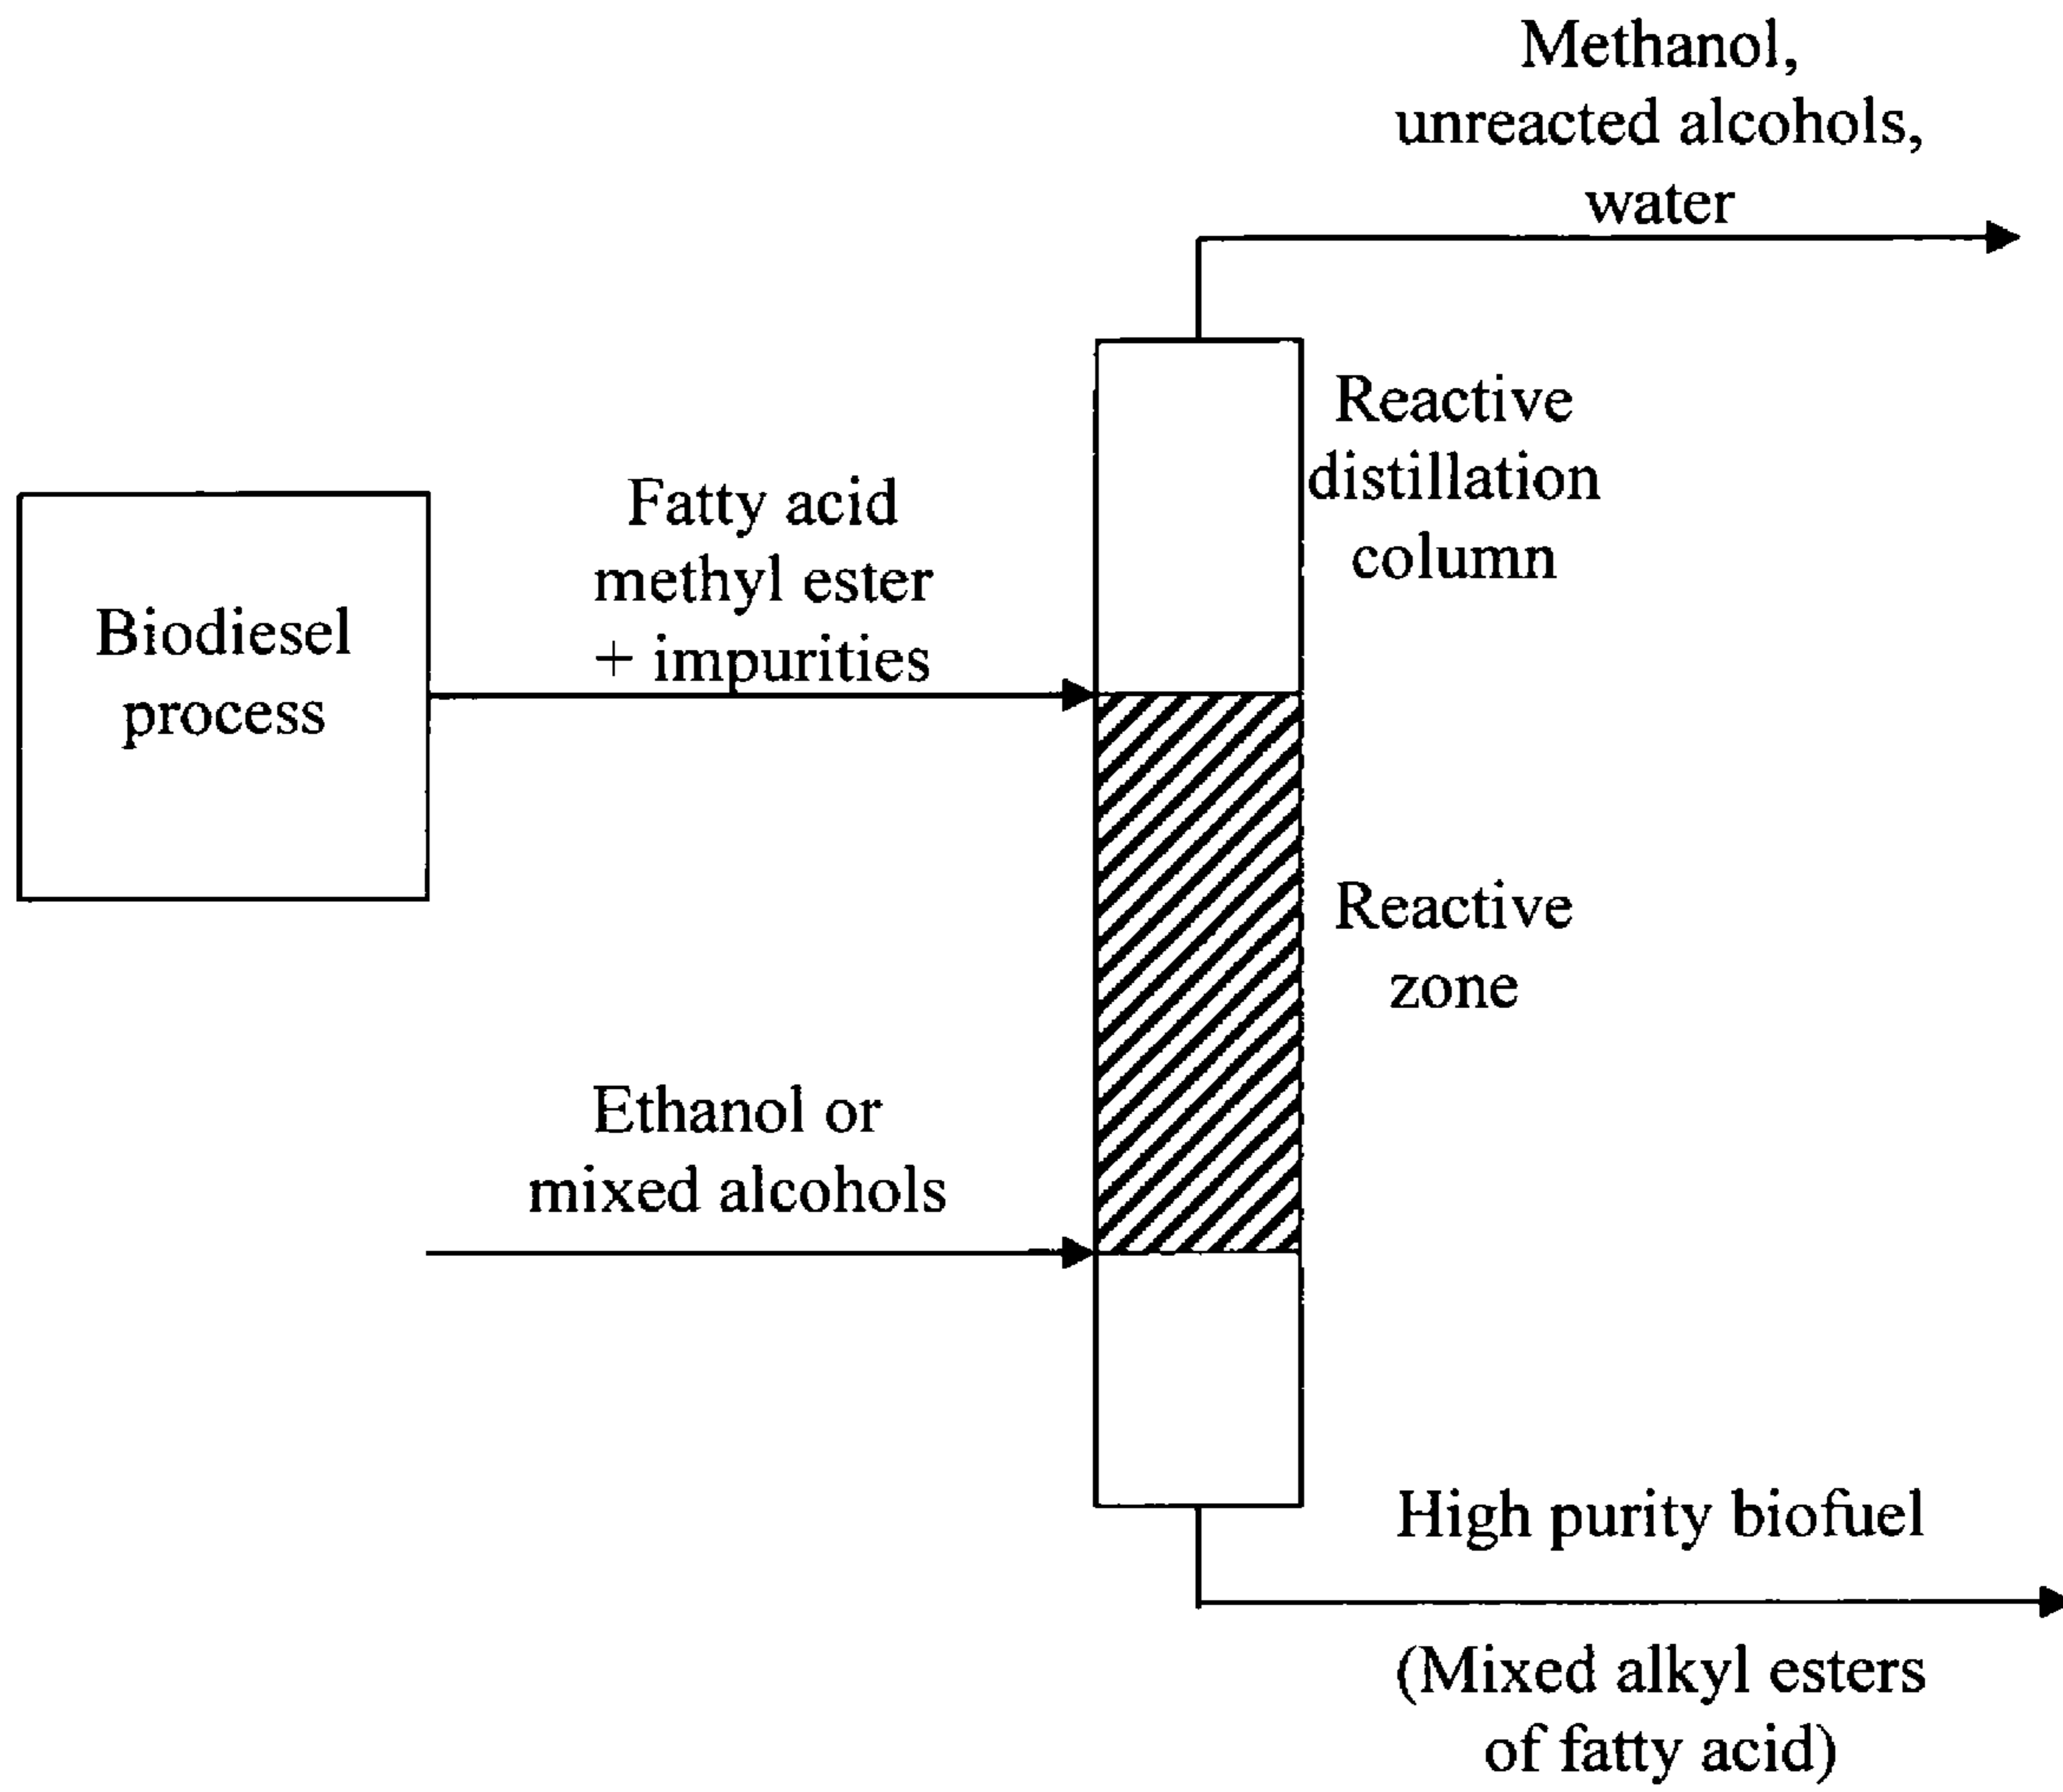 Methanol,
unreacted alcohols,
water
Reactive
distillation
column
Fatty acid
methyl ester
+ impurities
Biodiesel
process
Reactive
zone
Ethanol or
mixed alcohols
High purity biofuel
(Mixed alkyl esters
of fatty acid)